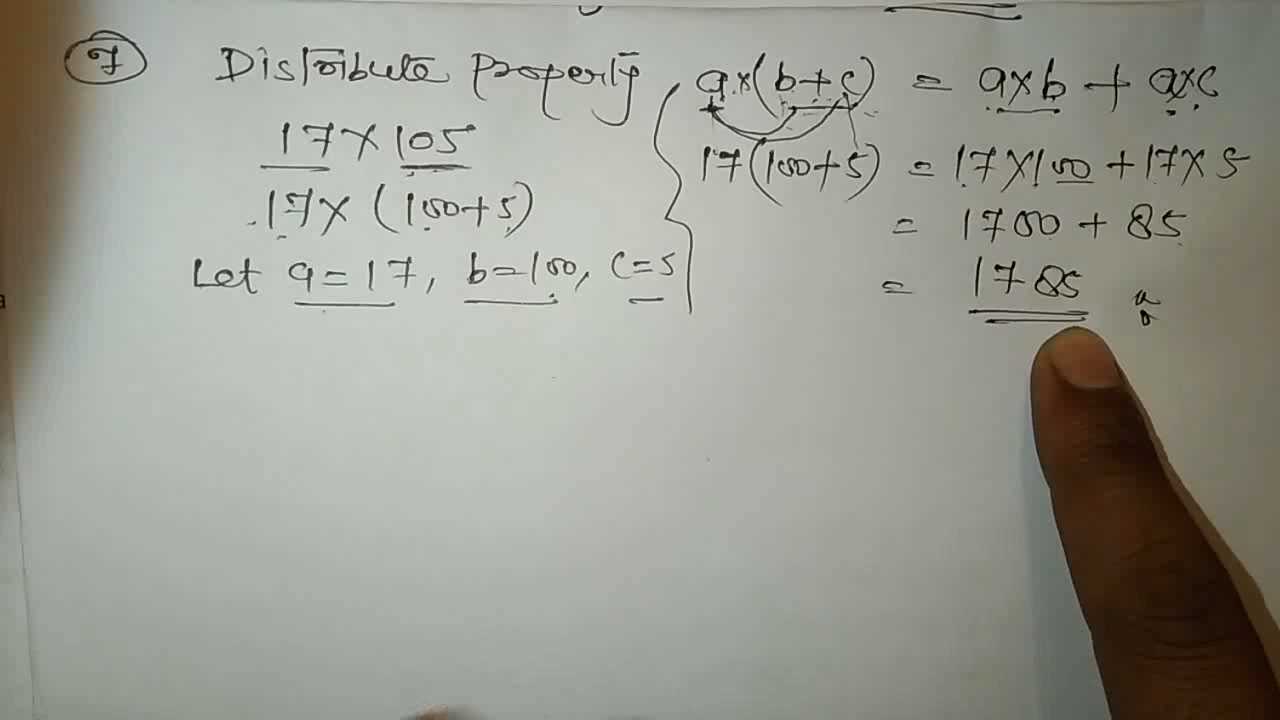 7 Distribute Property a×(b+c) = a×b + a×c
17×105
17(100+5) = 17×100+17×5
17×(100+5)
= 1700 + 85
Let a=17, b=100, c=5
= 1785